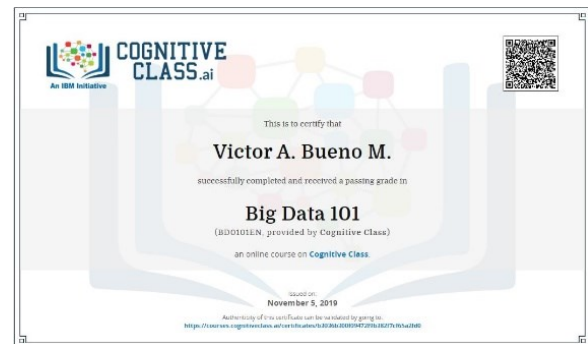 COGNITIVE
CLASS.ai
An IBM Initiative
This is to certify that
Victor A. Bueno M.
successfully completed and received a passing grade in
Big Data 101
(BD0101EN, provided by Cognitive Class)
an online course on Cognitive Class.
Issued on:
November 5, 2019
Authenticity of this certificate can be validated by going to: